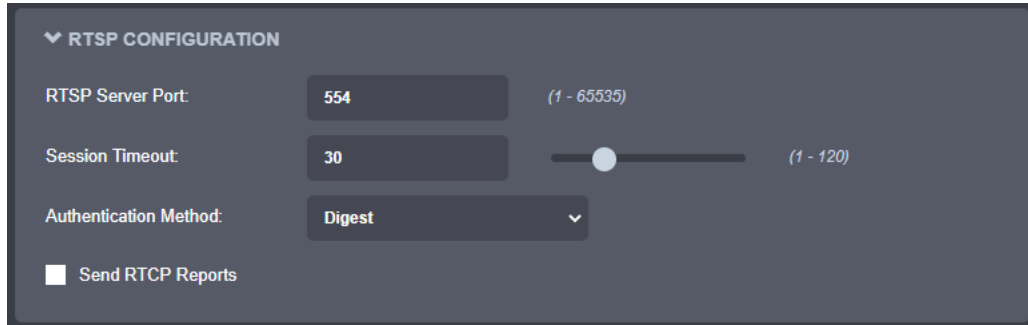 RTSP CONFIGURATION
RTSP Server Port: 554 (1 - 65535)
Session Timeout: 30 (1 - 120)
Authentication Method: Digest
Send RTCP Reports